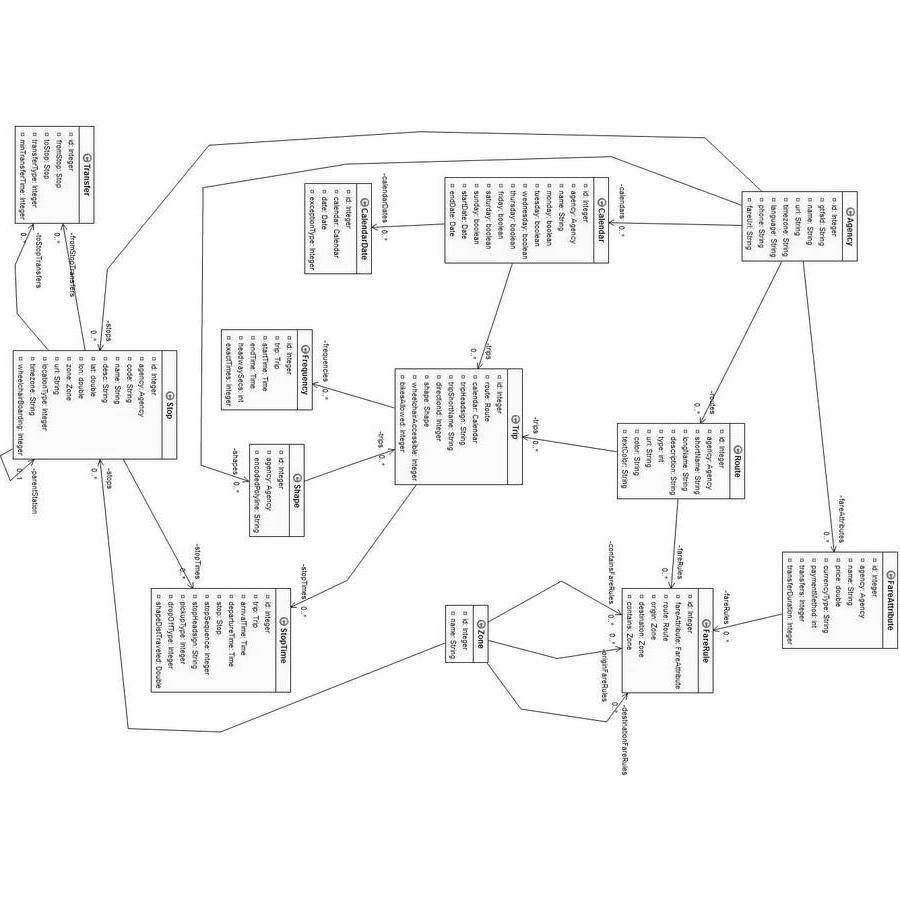 Agency
id: Integer
gtfsId: String
name: String
url: String
timezone: String
language: String
phone: String
fareUrl: String
FareAttribute
id: Integer
agency: Agency
name: String
price: double
currencyType: String
paymentMethod: int
transfers: Integer
transferDuration: Integer
-fareAttributes
0..*
Route
id: Integer
agency: Agency
shortName: String
longName: String
description: String
type: int
url: String
color: String
textColor: String
-routes
0..*
FareRule
id: Integer
fareAttribute: FareAttribute
route: Route
origin: Zone
destination: Zone
contains: Zone
-fareRules
0..*
-fareRules
0..*
-containsFareRules
0..*
-originFareRules
0..*
-destinationFareRules
0..*
Calendar
id: Integer
agency: Agency
name: String
monday: boolean
tuesday: boolean
wednesday: boolean
thursday: boolean
friday: boolean
saturday: boolean
sunday: boolean
startDate: Date
endDate: Date
-calendars
0..*
Trip
id: Integer
route: Route
calendar: Calendar
tripHeadsign: String
tripShortName: String
directionId: Integer
shape: Shape
wheelchairAccessible: Integer
bikesAllowed: Integer
-trips
0..*
-trips
0..*
-trips
0..*
Zone
id: Integer
name: String
CalendarDate
id: Integer
calendar: Calendar
date: Date
exceptionType: Integer
-calendarDates
0..*
Frequency
id: Integer
trip: Trip
startTime: Time
endTime: Time
headwaySecs: int
exactTimes: Integer
-frequencies
0..*
Shape
id: Integer
agency: Agency
encodedPolyline: String
-shapes
0..*
StopTime
id: Integer
trip: Trip
arrivalTime: Time
departureTime: Time
stop: Stop
stopSequence: Integer
stopHeadsign: String
pickupType: Integer
dropOffType: Integer
shapeDistTraveled: Double
-stopTimes
0..*
-stopTimes
0..*
Stop
id: Integer
agency: Agency
code: String
name: String
desc: String
lat: double
lon: double
zone: Zone
url: String
locationType: Integer
timezone: String
wheelchairBoarding: Integer
-stops
0..*
-stops
0..*
-parentStation
0..1
Transfer
id: Integer
fromStop: Stop
toStop: Stop
transferType: Integer
minTransferTime: Integer
-fromStopTransfers
0..*
-toStopTransfers
0..*